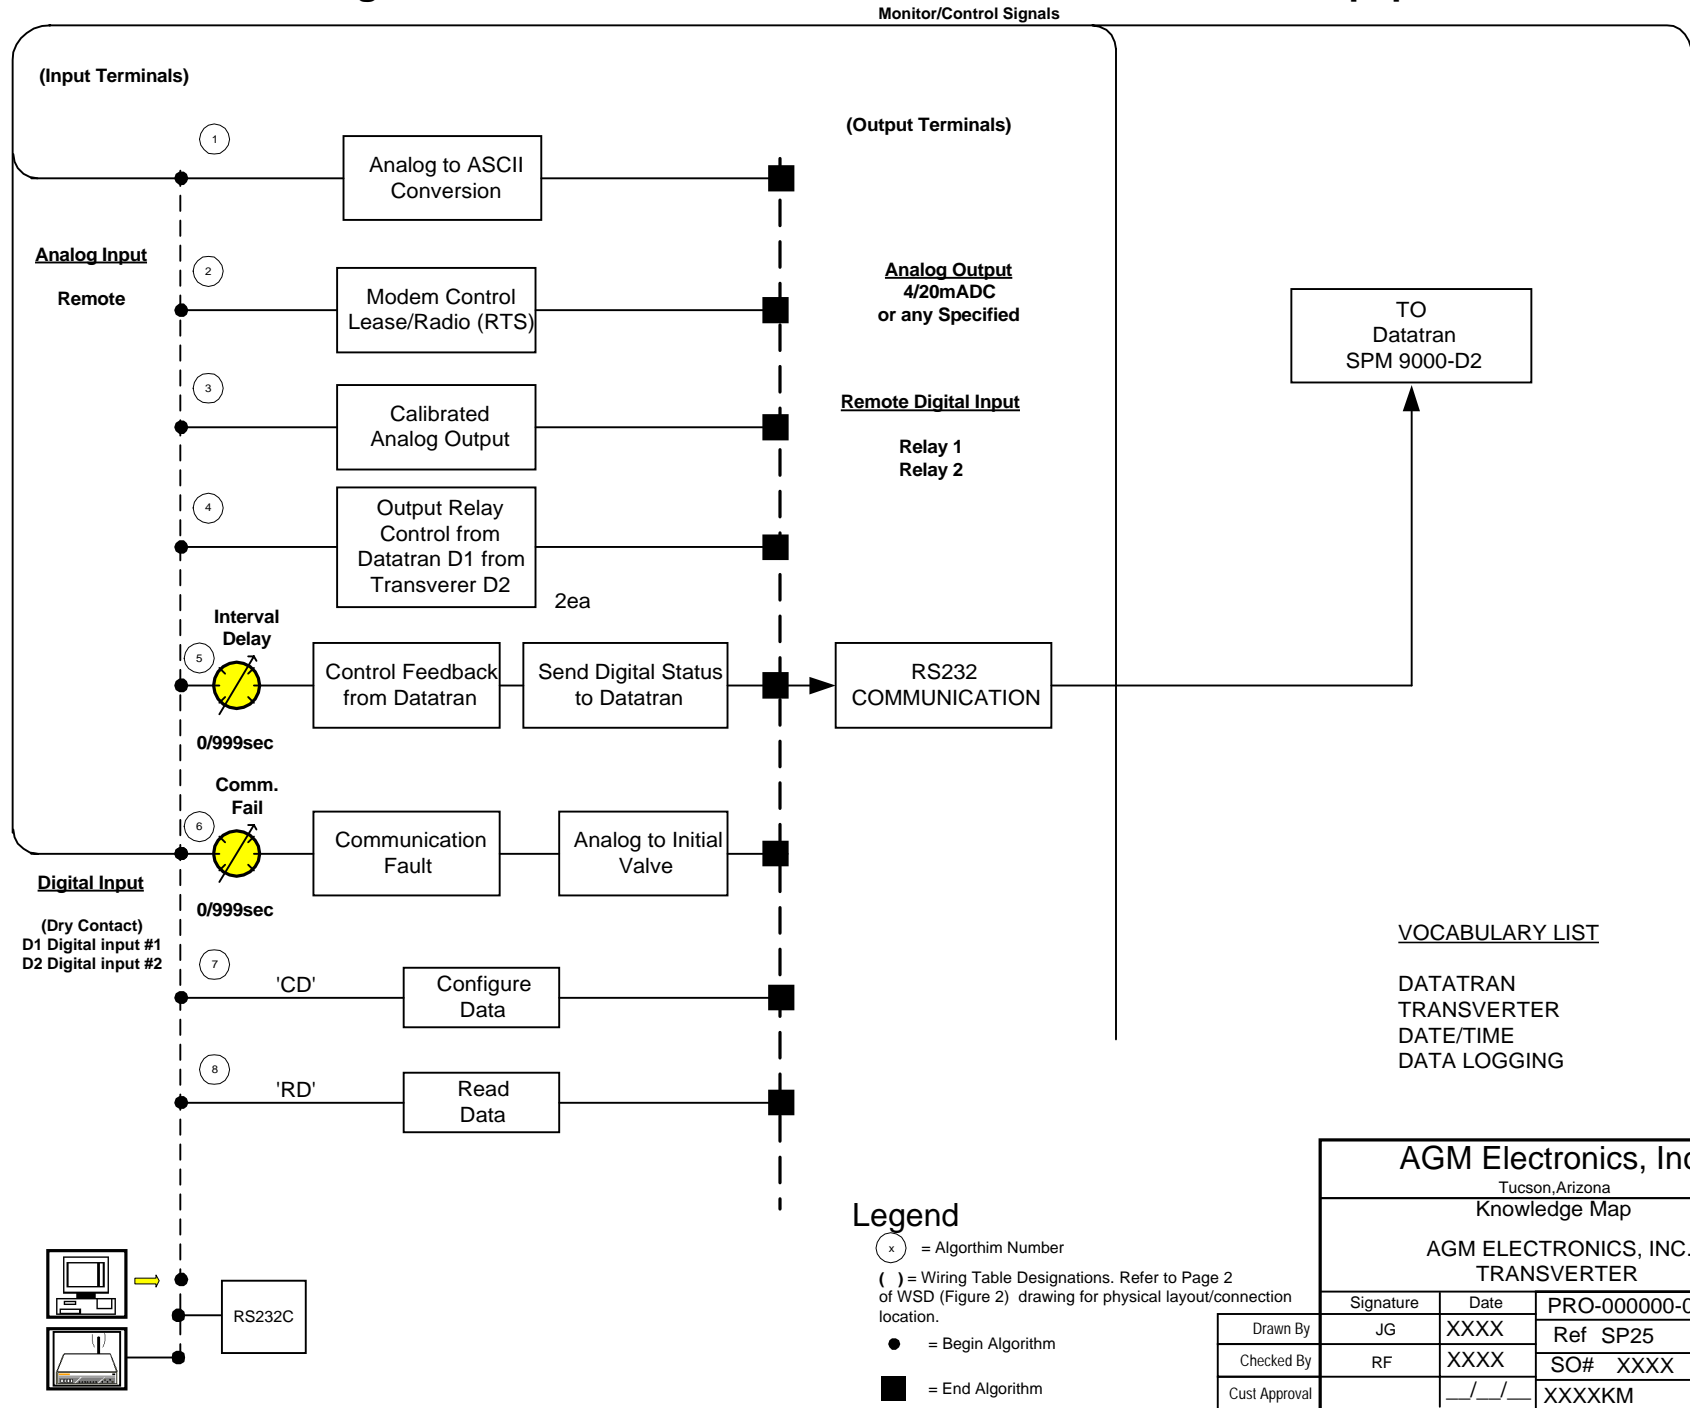 Monitor/Control Signals
(Input Terminals)
(Output Terminals)
1
Analog to ASCII
Conversion
Analog Input
Remote
2
Modem Control
Lease/Radio (RTS)
Analog Output
4/20mADC
or any Specified
TO
Datatran
SPM 9000-D2
3
Calibrated
Analog Output
Remote Digital Input
Relay 1
Relay 2
4
Output Relay
Control from
Datatran D1 from
Transverer D2
2ea
Interval
Delay
5
0/999sec
Control Feedback
from Datatran
Send Digital Status
to Datatran
RS232
COMMUNICATION
Comm.
Fail
6
0/999sec
Communication
Fault
Analog to Initial
Valve
Digital Input
(Dry Contact)
D1 Digital input #1
D2 Digital input #2
7
'CD'
Configure
Data
8
'RD'
Read
Data
VOCABULARY LIST
DATATRAN
TRANSVERTER
DATE/TIME
DATA LOGGING
RS232C
Legend
x = Algorthim Number
( ) = Wiring Table Designations. Refer to Page 2
of WSD (Figure 2) drawing for physical layout/connection
location.
= Begin Algorithm
= End Algorithm
AGM Electronics, Inc
Tucson,Arizona
Knowledge Map
AGM ELECTRONICS, INC.
TRANSVERTER
Signature Date PRO-000000-0
Drawn By JG XXXX Ref SP25
Checked By RF XXXX SO# XXXX
Cust Approval __/__/__ XXXXKM